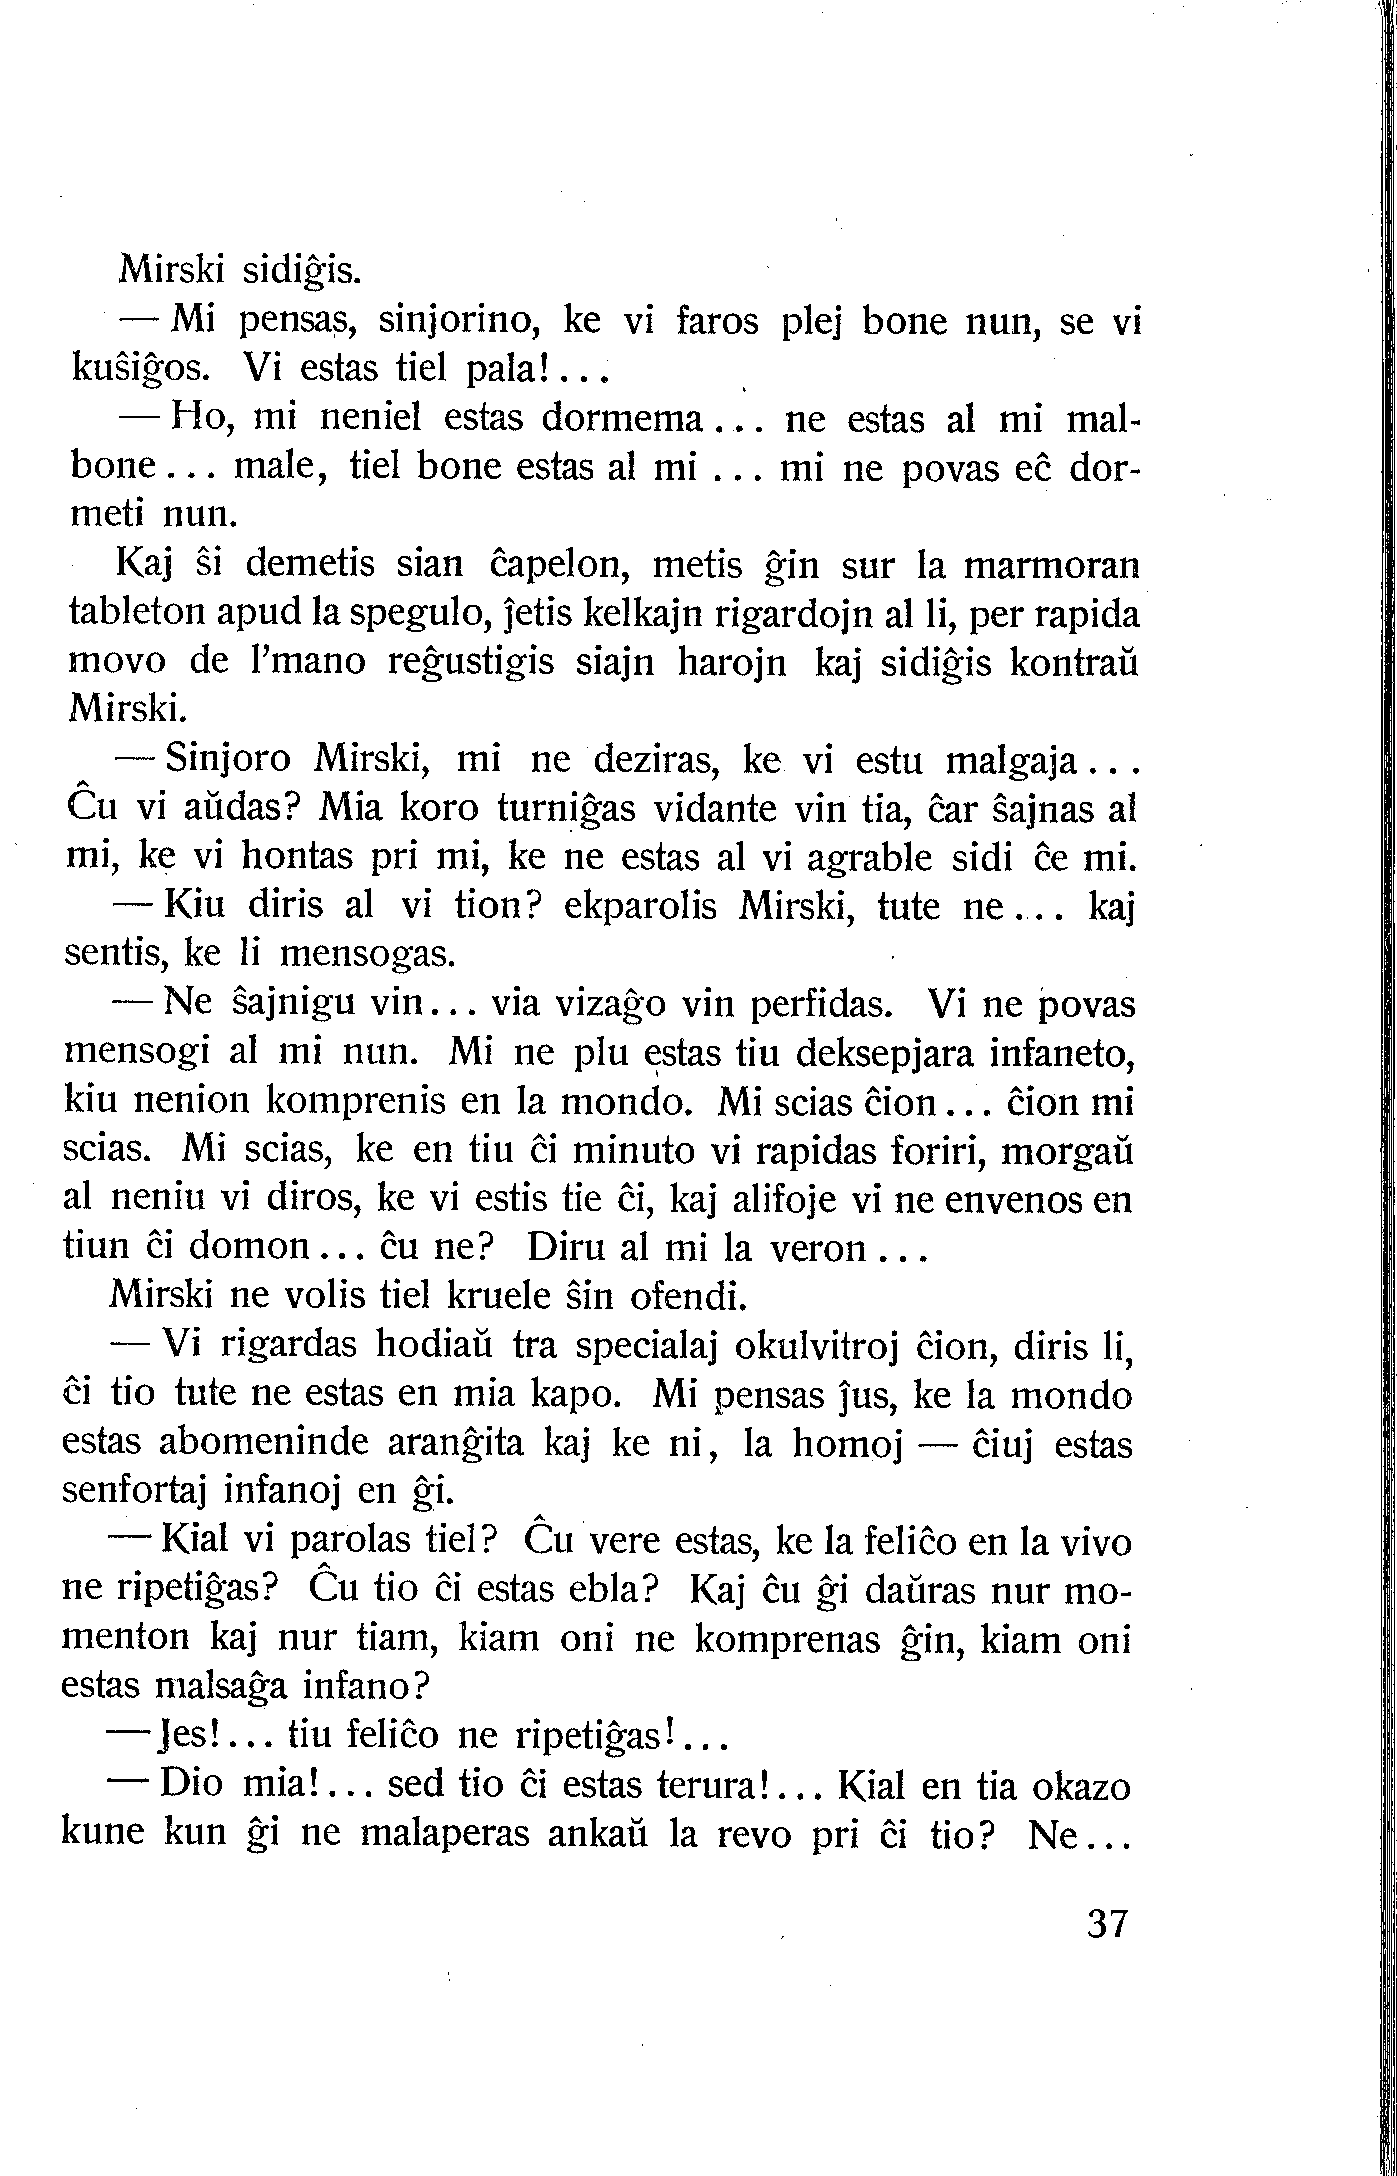 Mirski sidiĝis.
— Mi pensas, sinjorino, ke vi faros plej bone nun, se vi
kuŝiĝos. Vi estas tiel pala!...
— Ho, mi neniel estas dormema... ne estas al mi mal-
bone... male, tiel bone estas al mi ... mi ne povas eĉ dor-
meti nun.
Kaj ŝi demetis sian ĉapelon, metis ĝin sur la marmoran
tableton apud la spegulo, ĵetis kelkajn rigardojn al li, per rapida
movo de l'mano reĝustigis siajn harojn kaj sidiĝis kontraŭ
Mirski.
— Sinjoro Mirski, mi ne deziras, ke vi estu malgaja...
Ĉu vi aŭdas? Mia koro turniĝas vidante vin tia, ĉar ŝajnas al
mi, ke vi hontas pri mi, ke ne estas al vi agrable sidi ĉe mi.
— Kiu diris al vi tion? ekparolis Mirski, tute ne... kaj
sentis, ke li mensogas.
— Ne ŝajnigu vin... via vizaĝo vin perfidas. Vi ne povas
mensogi al mi nun. Mi ne plu estas tiu deksepjara infaneto,
kiu nenion komprenis en la mondo. Mi scias ĉion... ĉion mi
scias. Mi scias, ke en tiu ĉi minuto vi rapidas foriri, morgaŭ
al neniu vi diros, ke vi estis tie ĉi, kaj alifoje vi ne envenos en
tiun ĉi domon... ĉu ne? Diru al mi la veron...
Mirski ne volis tiel kruele ŝin ofendi.
— Vi rigardas hodiaŭ tra specialaj okulvitroj ĉion, diris li,
ĉi tio tute ne estas en mia kapo. Mi pensas ĵus, ke la mondo
estas abomeninde aranĝita kaj ke ni, la homoj — ĉiuj estas
senfortaj infanoj en ĝi.
— Kial vi parolas tiel? Ĉu vere estas, ke la feliĉo en la vivo
ne ripetiĝas? Ĉu tio ĉi estas ebla? Kaj ĉu ĝi daŭras nur mo-
menton kaj nur tiam, kiam oni ne komprenas ĝin, kiam oni
estas malsaĝa infano?
— Jes!... tiu feliĉo ne ripetiĝas!...
— Dio mia!... sed tio ĉi estas terura!... Kial en tia okazo
kune kun ĝi ne malaperas ankaŭ la revo pri ĉi tio? Ne...
37